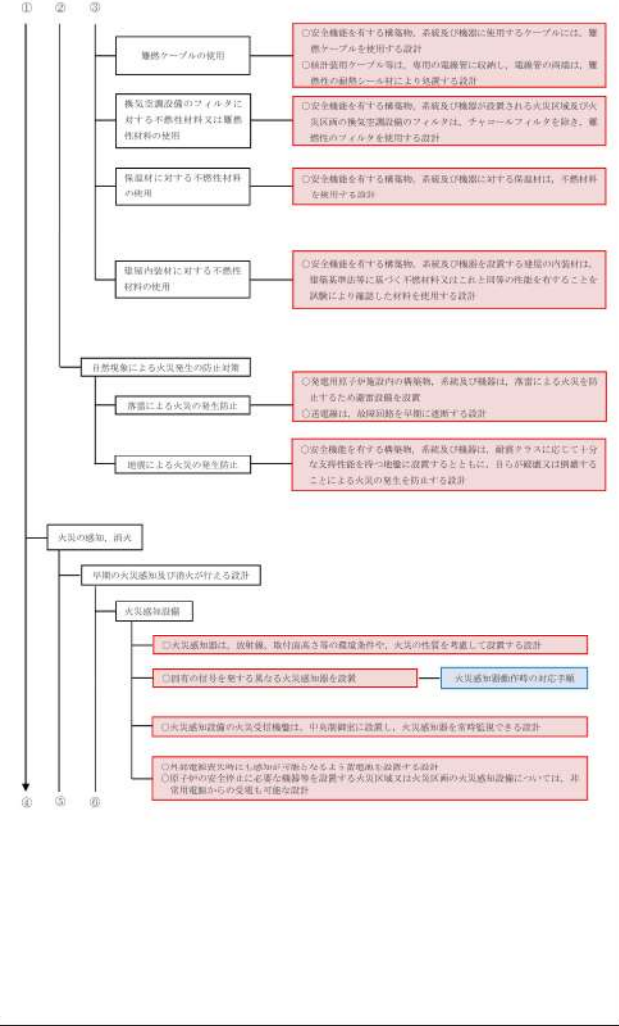 ① ② ③
難燃ケーブルの使用
○安全機能を有する構築物、系統及び機器に使用するケーブルには、難
燃ケーブルを使用する設計
○核計装用ケーブル等は、専用の電線管に収納し、電線管の両端は、難
燃性の耐熱シール材により処置する設計
換気空調設備のフィルタに
対する不燃性材料又は難燃
性材料の使用
○安全機能を有する構築物、系統及び機器が設置される火災区域及び火
災区画の換気空調設備のフィルタは、チャコールフィルタを除き、難
燃性のフィルタを使用する設計
保温材に対する不燃性材料
の使用
○安全機能を有する構築物、系統及び機器に対する保温材は、不燃材料
を使用する設計
建屋内装材に対する不燃性
材料の使用
○安全機能を有する構築物、系統及び機器を設置する建屋の内装材は、
建築基準法等に基づく不燃材料又はこれと同等の性能を有することを
試験により確認した材料を使用する設計
自然現象による火災発生の防止対策
落雷による火災の発生防止
○発電用原子炉施設内の構築物、系統及び機器は、落雷による火災を防
止するため避雷設備を設置
○送電線は、故障回路を早期に遮断する設計
地震による火災の発生防止
○安全機能を有する構築物、系統及び機器は、耐震クラスに応じて十分
な支持性能を持つ地盤に設置するとともに、自らが破壊又は倒壊する
ことによる火災の発生を防止する設計
火災の感知、消火
早期の火災感知及び消火が行える設計
火災感知設備
○火災感知器は、放射線、取付面高さ等の環境条件や、火災の性質を考慮して設置する設計
○固有の信号を発する異なる火災感知器を設置
火災感知器動作時の対応手順
○火災感知設備の火災受信機盤は、中央制御室に設置し、火災感知器を常時監視できる設計
○外部電源喪失時にも感知が可能となるよう蓄電池を設置する設計
○原子炉の安全停止に必要な機器等を設置する火災区域又は火災区画の火災感知設備については、非
常用電源からの受電も可能な設計
④ ⑤ ⑥